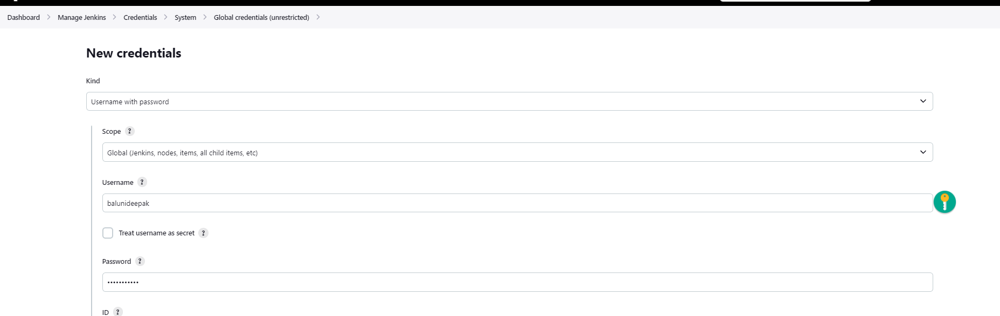 Dashboard > Manage Jenkins > Credentials > System > Global credentials (unrestricted) >
New credentials
Kind
Username with password
Scope ?
Global (Jenkins, nodes, items, all child items, etc)
Username ?
balunideepak
Treat username as secret ?
Password ?
•••••••••••
ID ?